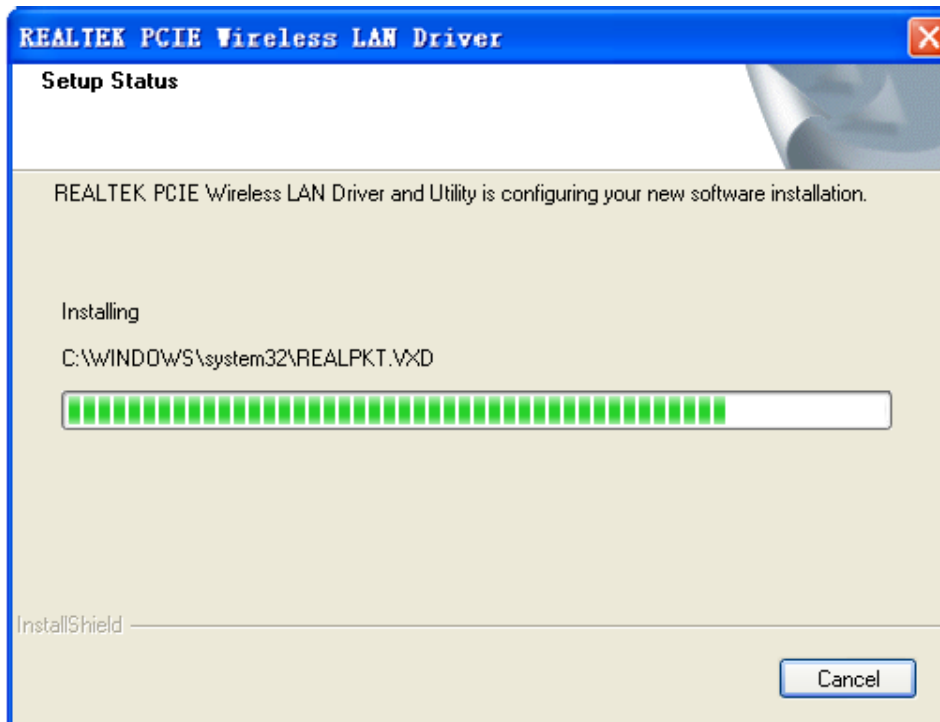 REALTEK PCIE Wireless LAN Driver
Setup Status
REALTEK PCIE Wireless LAN Driver and Utility is configuring your new software installation.
Installing
C:\WINDOWS\system32\REALPKT.VXD
InstallShield
Cancel